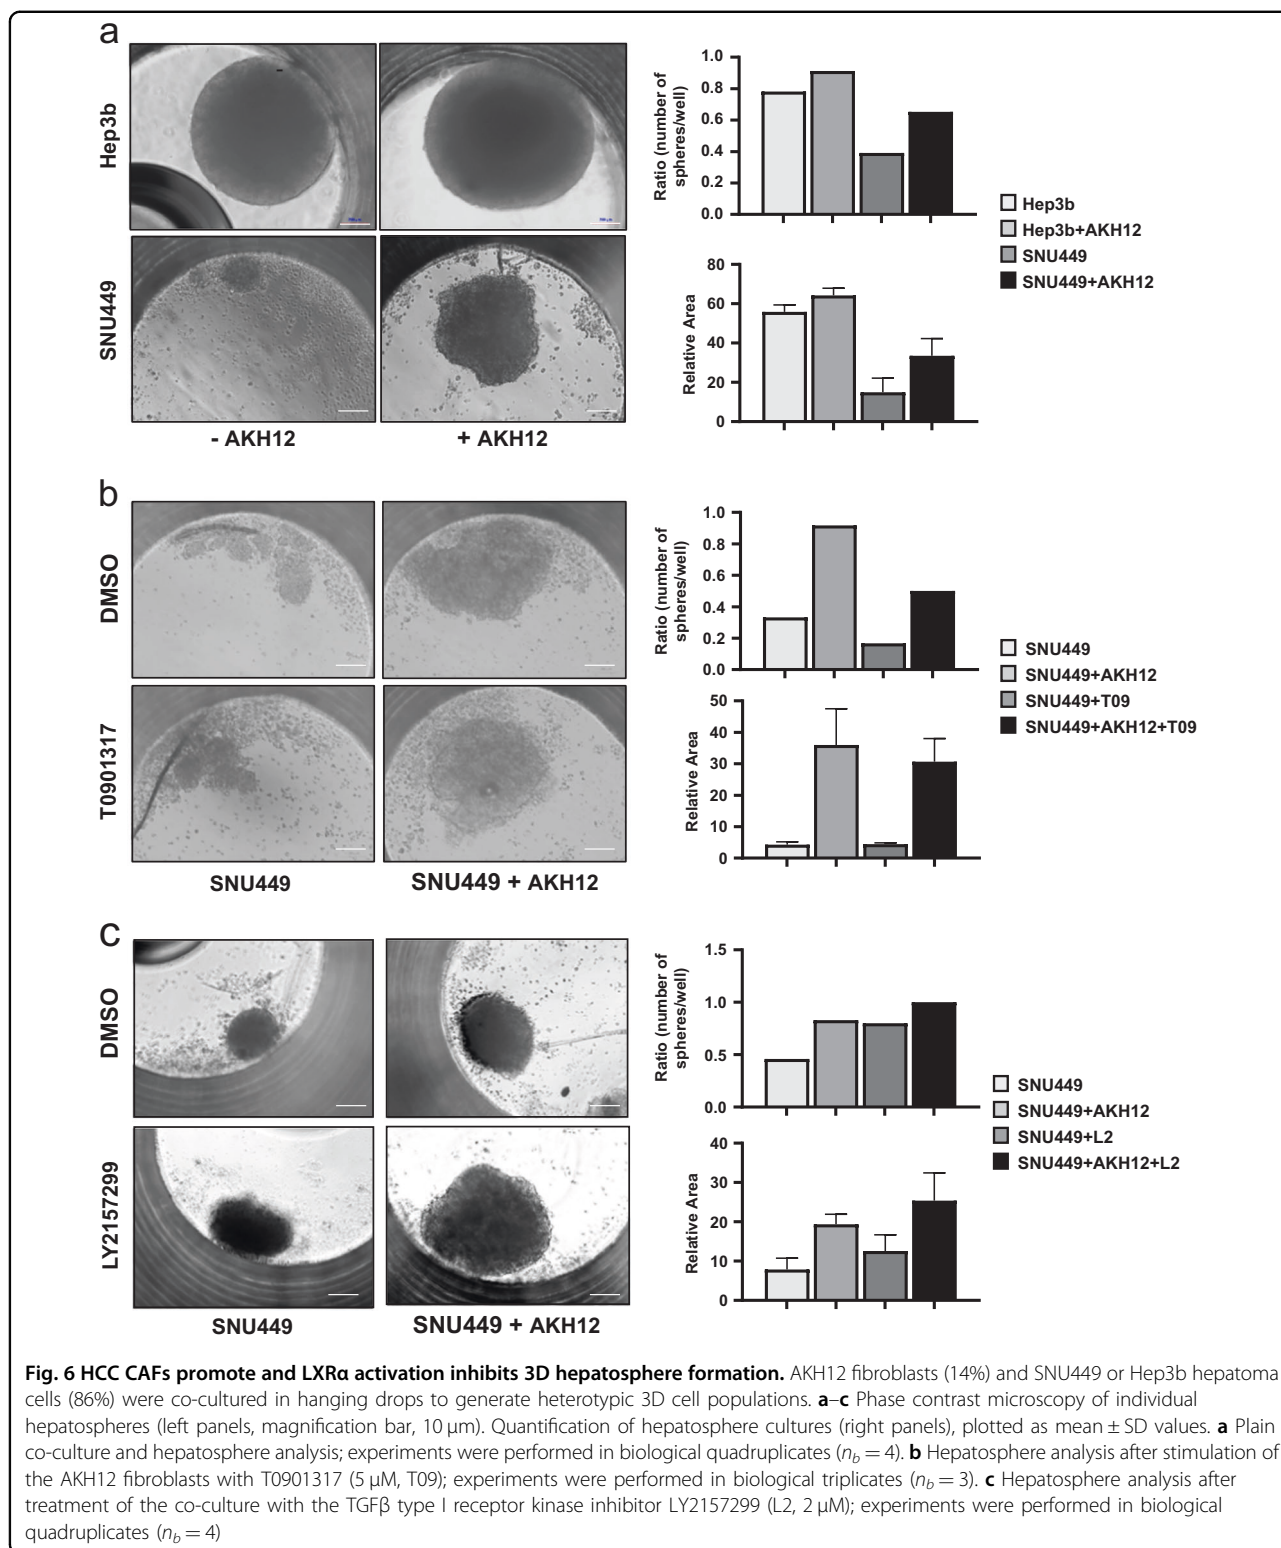 a
Hep3b
SNU449
- AKH12
+ AKH12
Ratio (number of
spheres/well)
1.0
0.8
0.6
0.4
0.2
0.0
Relative Area
80
60
40
20
0
Hep3b
Hep3b+AKH12
SNU449
SNU449+AKH12
b
DMSO
T0901317
SNU449
SNU449 + AKH12
Ratio (number of
spheres/well)
1.0
0.8
0.6
0.4
0.2
0.0
Relative Area
50
40
30
20
10
0
SNU449
SNU449+AKH12
SNU449+T09
SNU449+AKH12+T09
c
DMSO
LY2157299
SNU449
SNU449 + AKH12
Ratio (number of
spheres/well)
1.5
1.0
0.5
0.0
Relative Area
40
30
20
10
0
SNU449
SNU449+AKH12
SNU449+L2
SNU449+AKH12+L2
Fig. 6 HCC CAFs promote and LXRα activation inhibits 3D hepatosphere formation. AKH12 fibroblasts (14%) and SNU449 or Hep3b hepatoma
cells (86%) were co-cultured in hanging drops to generate heterotypic 3D cell populations. a–c Phase contrast microscopy of individual
hepatospheres (left panels, magnification bar, 10 µm). Quantification of hepatosphere cultures (right panels), plotted as mean ± SD values. a Plain
co-culture and hepatosphere analysis; experiments were performed in biological quadruplicates (n_b = 4). b Hepatosphere analysis after stimulation of
the AKH12 fibroblasts with T0901317 (5 µM, T09); experiments were performed in biological triplicates (n_b = 3). c Hepatosphere analysis after
treatment of the co-culture with the TGFβ type I receptor kinase inhibitor LY2157299 (L2, 2 µM); experiments were performed in biological
quadruplicates (n_b = 4)